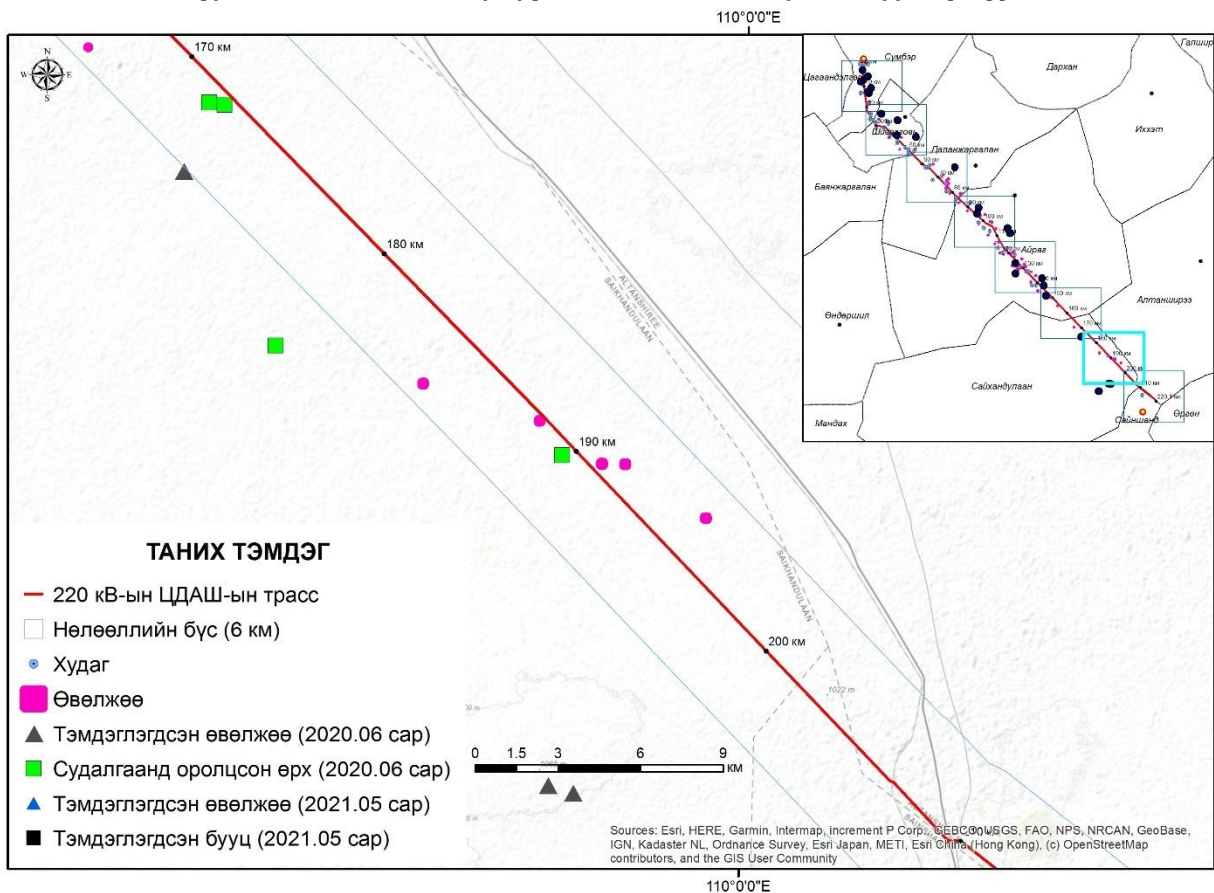 110°0'0"E
170 км
180 км
190 км
200 км
210 км
N
W
E
S
ALTANSHIREE
SAIKHANDULAAN
SAIKHANDULAAN
1022 m
Сүмбэр
Цагаандэлгэр
Дархан
Галшир
Иххэт
Шивээговь
Даланжаргалан
Баянжаргалан
Айраг
Өндөршил
Алтанширээ
Сайхандулаан
Мандах
Сайншанд
Өргөн
ТАНИХ ТЭМДЭГ
220 кВ-ын ЦДАШ-ын трасс
Нөлөөллийн бүс (6 км)
Худаг
Өвөлжөө
Тэмдэглэгдсэн өвөлжөө (2020.06 сар)
Судалгаанд оролцсон өрх (2020.06 сар)
Тэмдэглэгдсэн өвөлжөө (2021.05 сар)
Тэмдэглэгдсэн бууц (2021.05 сар)
0 1.5 3 6 9
км
Sources: Esri, HERE, Garmin, Intermap, increment P Corp., GEBCO, USGS, FAO, NPS, NRCAN, GeoBase,
IGN, Kadaster NL, Ordnance Survey, Esri Japan, METI, Esri China (Hong Kong), (c) OpenStreetMap
contributors, and the GIS User Community
110°0'0"E